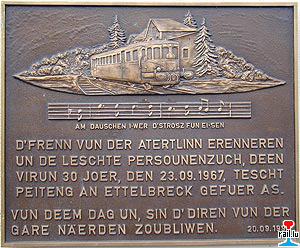 AM DAUSCHEN I-WER D'STROSZ FUN EI-SEN
D'FRENN VUN DER ATERTLINN ERENNEREN
UN DE LESCHTE PERSOUNENZUCH, DEEN
VIRUN 30 JOER, DEN 23.09.1967, TESCHT
PEITENG AN ETTELBRECK GEFUER AS.
VUN DEEM DAG UN, SIN D'DIREN VUN DER
GARE NAERDEN ZOUBLIWEN.
rail.lu